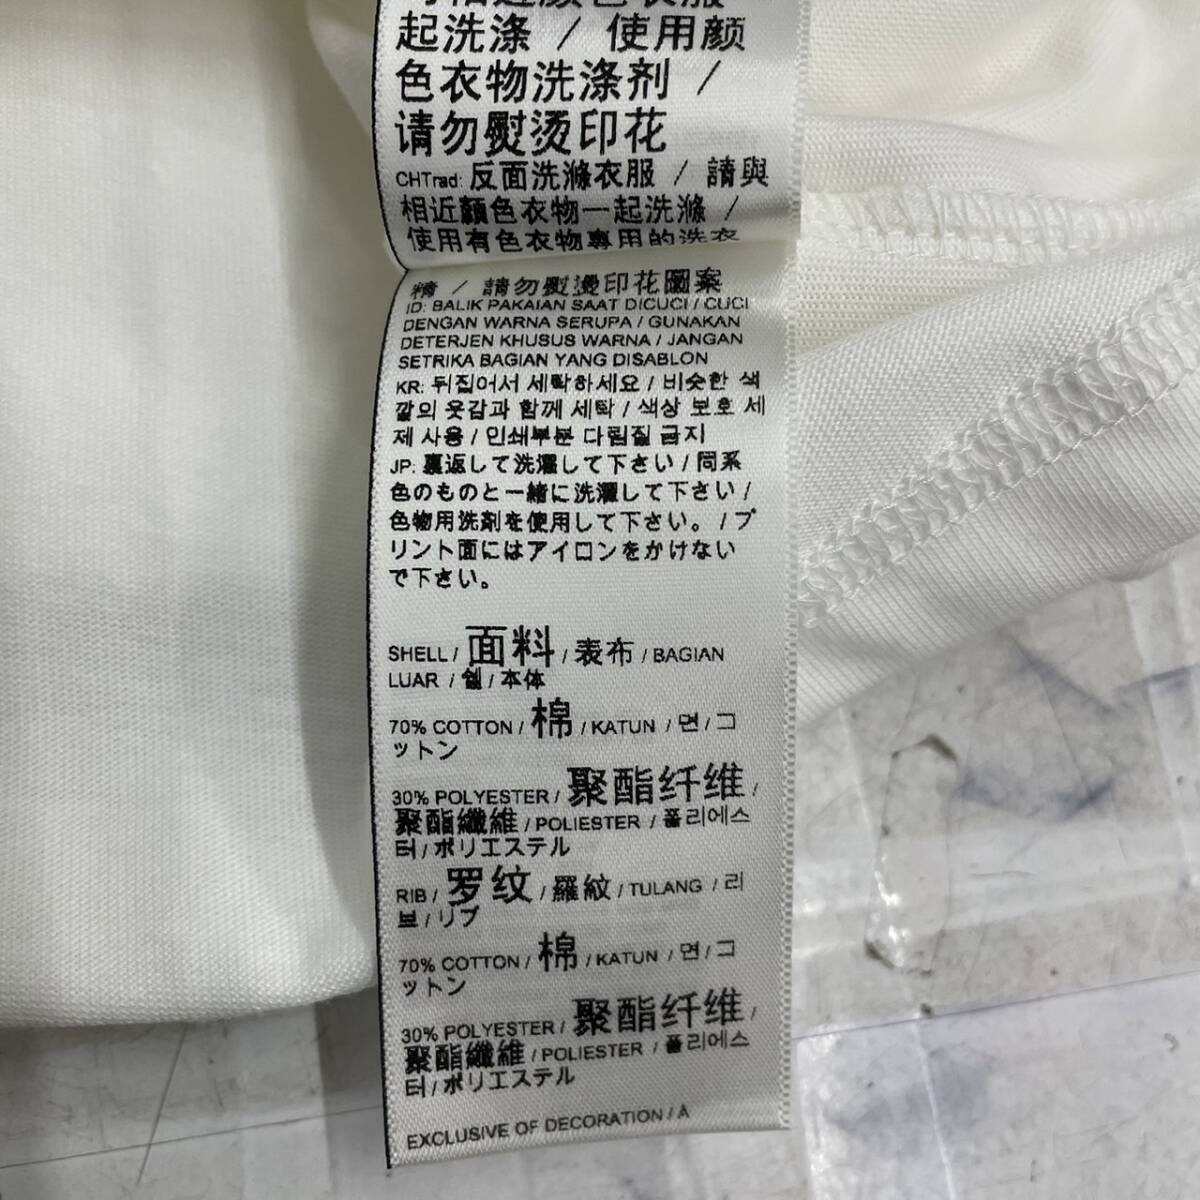 起洗涤 / 使用颜
色衣物洗涤剂 /
请勿熨烫印花
CHTrad: 反面洗滌衣服 / 請與
相近顏色衣物一起洗滌 /
使用有色衣物專用的洗衣
精 / 請勿熨燙印花圖案
ID: BALIK PAKAIAN SAAT DICUCI / CUCI
DENGAN WARNA SERUPA / GUNAKAN
DETERJEN KHUSUS WARNA / JANGAN
SETRIKA BAGIAN YANG DISABLON
KR: 뒤집어서 세탁하세요 / 비슷한 색
깔의 옷감과 함께 세탁 / 색상 보호 세
제 사용 / 인쇄부분 다림질 금지
JP: 裏返して洗濯して下さい / 同系
色のものと一緒に洗濯して下さい /
色物用洗剤を使用して下さい。 / プ
リント面にはアイロンをかけない
で下さい。
SHELL / 面料 / 表布 / BAGIAN
LUAR / 쉘 / 本体
70% COTTON / 棉 / KATUN / 면 / コ
ットン
30% POLYESTER / 聚酯纤维 /
聚酯纖維 / POLIESTER / 폴리에스
터 / ポリエステル
RIB / 罗纹 / 羅紋 / TULANG / 리
브 / リブ
70% COTTON / 棉 / KATUN / 면 / コ
ットン
30% POLYESTER / 聚酯纤维 /
聚酯纖維 / POLIESTER / 폴리에스
터 / ポリエステル
EXCLUSIVE OF DECORATION / À